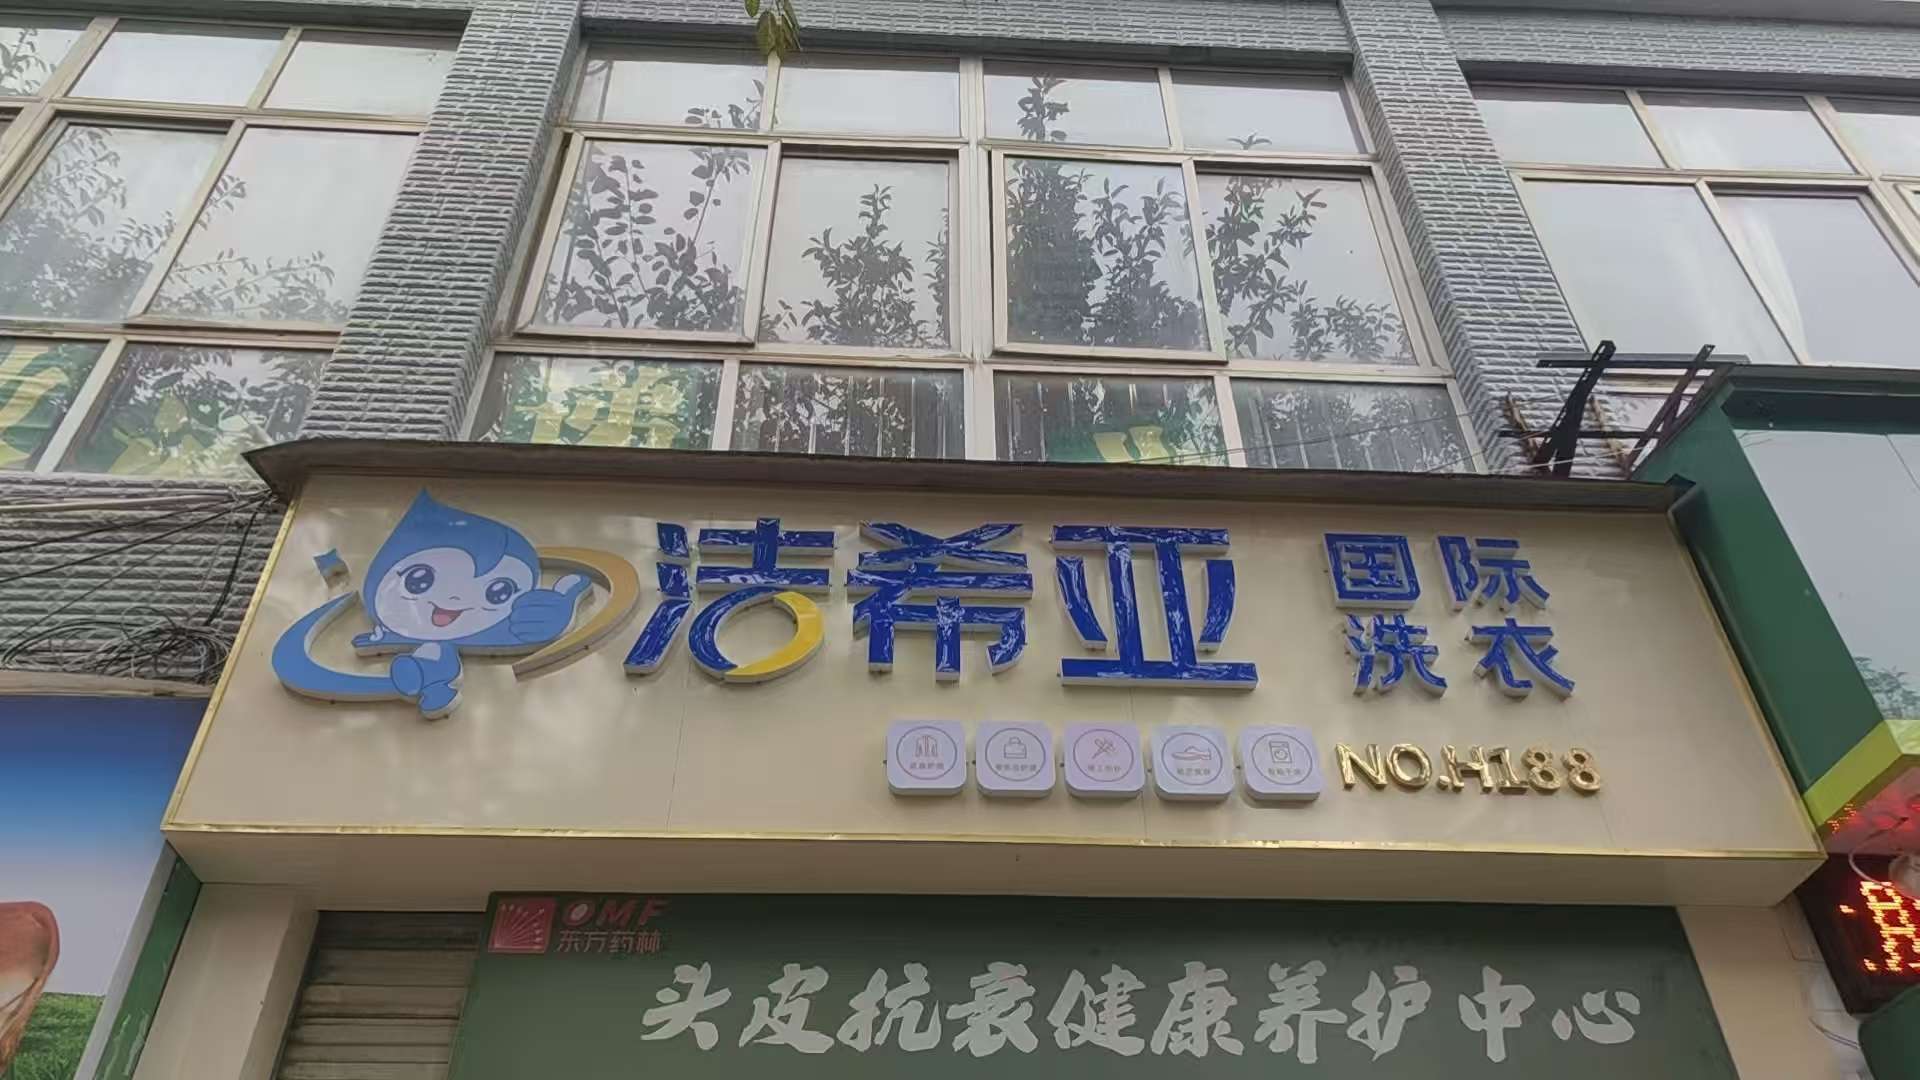 洁希亚 国际洗衣
NO.H188
OMF
东方药林
头皮抗衰健康养护中心